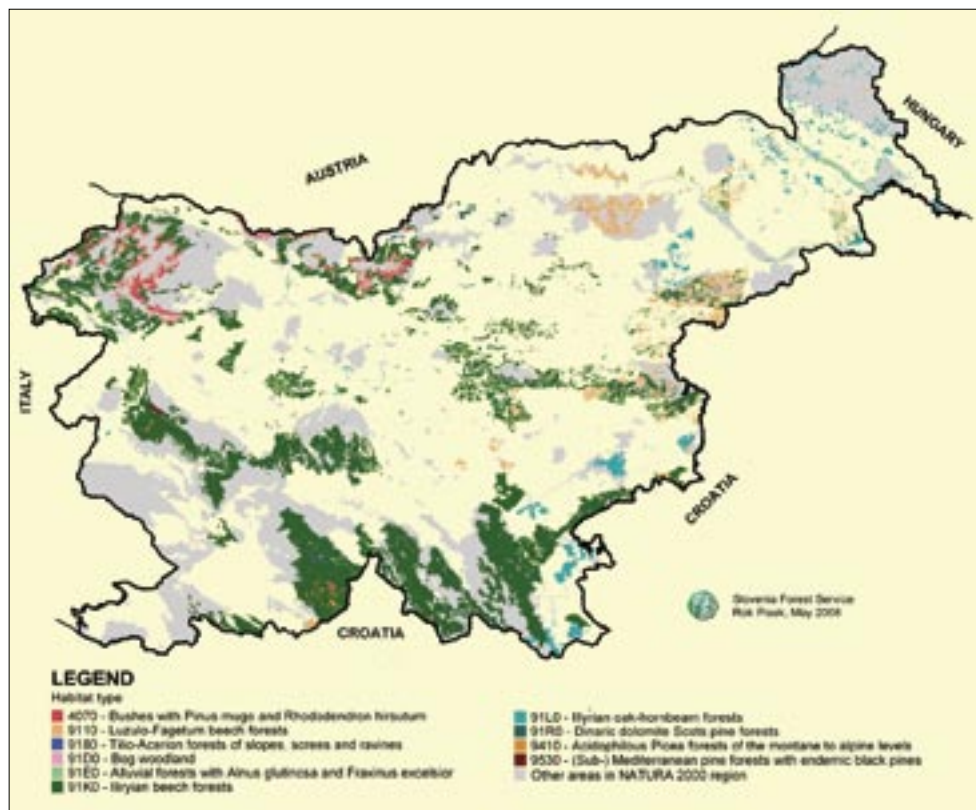 AUSTRIA
HUNGARY
ITALY
CROATIA
CROATIA
Slovenia Forest Service
Rok Pisek, May 2006
LEGEND
Habitat type
4070 - Bushes with Pinus mugo and Rhododendron hirsutum
9110 - Luzulo-Fagetum beech forests
9180 - Tilio-Acerion forests of slopes, screes and ravines
91D0 - Bog woodland
91E0 - Alluvial forests with Alnus glutinosa and Fraxinus excelsior
91K0 - Illryian beech forests
91L0 - Illyrian oak-hornbeam forests
91R0 - Dinaric dolomite Scots pine forests
9410 - Acidophilous Picea forests of the montane to alpine levels
9530 - (Sub-) Mediterranean pine forests with endemic black pines
Other areas in NATURA 2000 region